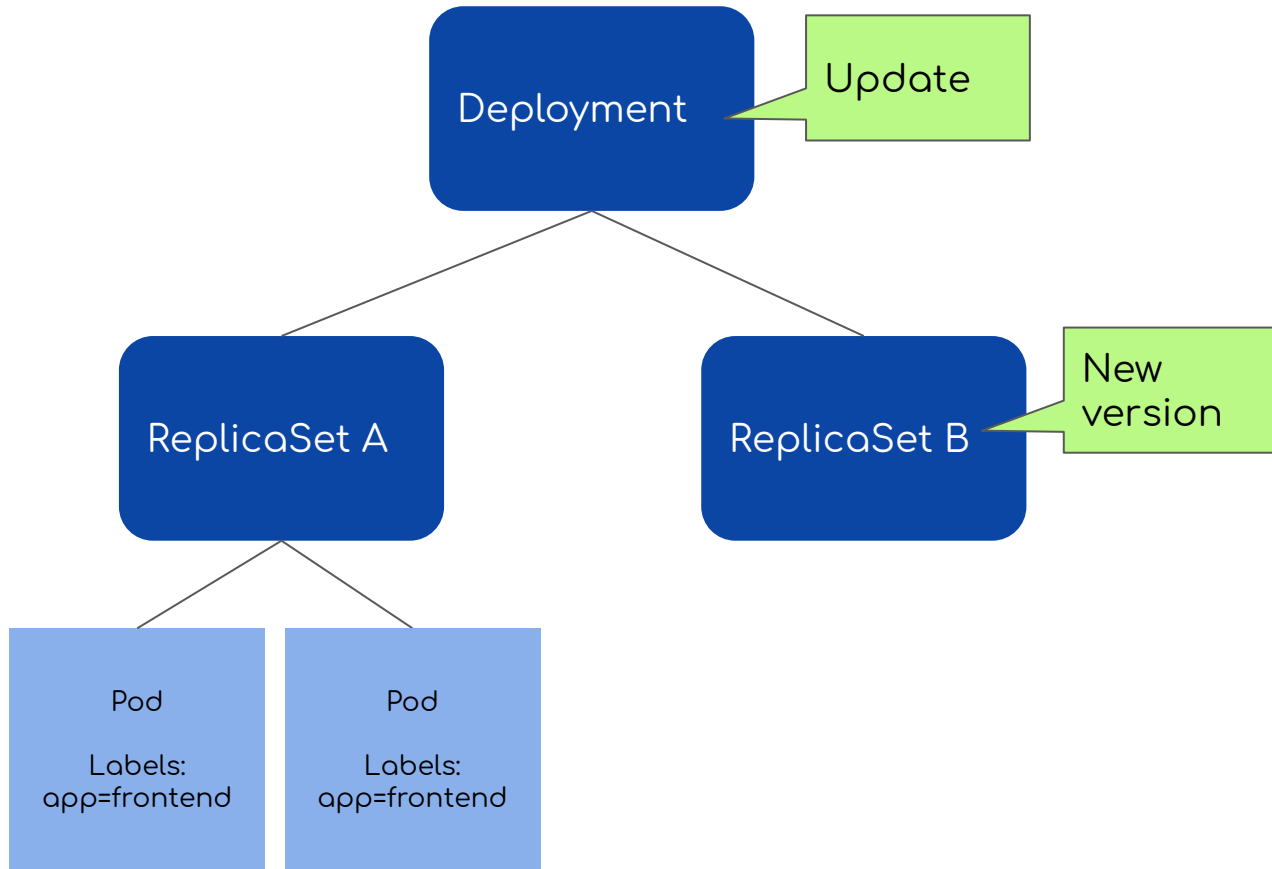 Deployment
Update
ReplicaSet A
ReplicaSet B
New
version
Pod
Labels:
app=frontend
Pod
Labels:
app=frontend